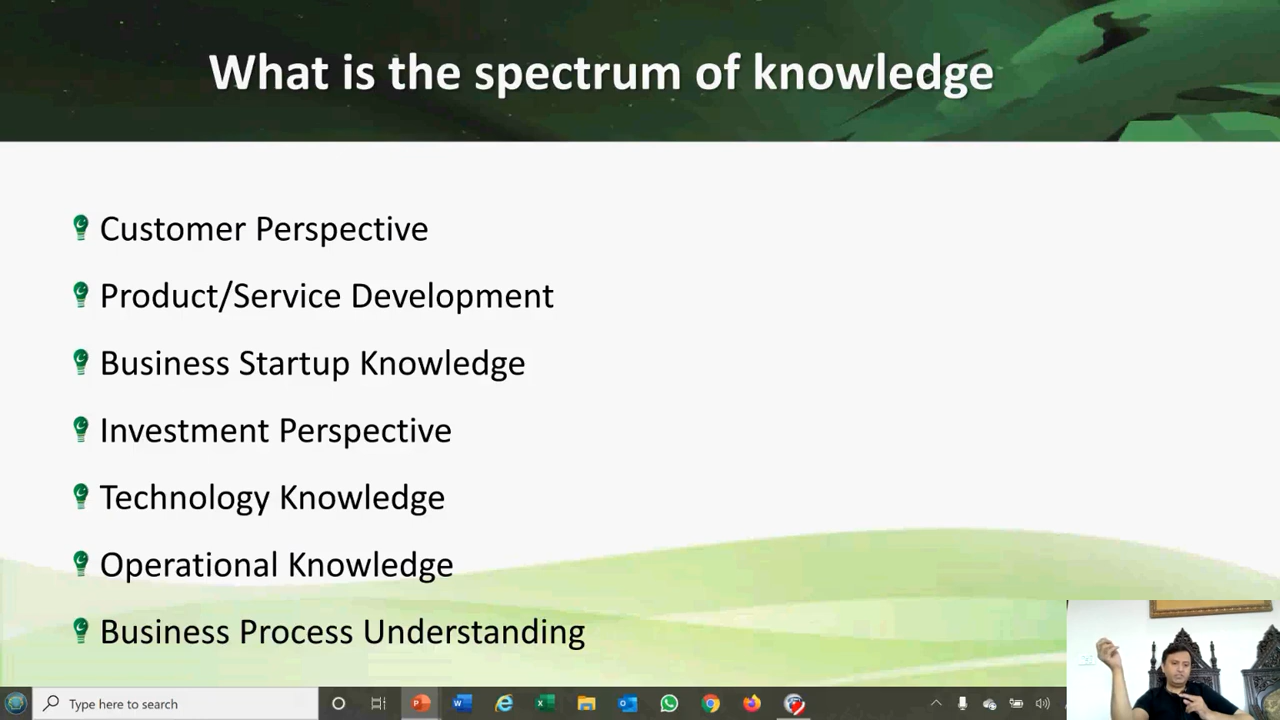 What is the spectrum of knowledge
Customer Perspective
Product/Service Development
Business Startup Knowledge
Investment Perspective
Technology Knowledge
Operational Knowledge
Business Process Understanding
Type here to search